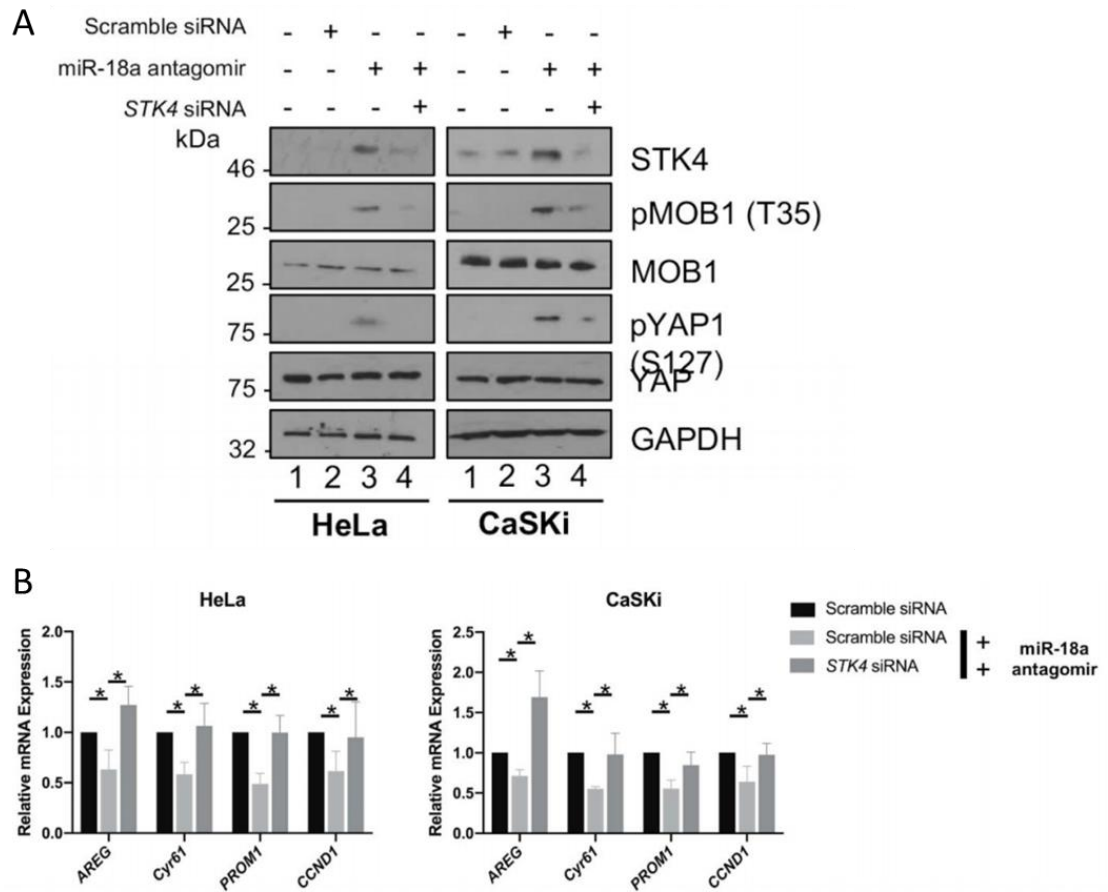 A
Scramble siRNA - + - - - + - -
miR-18a antagomir - - + + - - + +
STK4 siRNA - - - + - - - +
kDa
46
STK4
25
pMOB1 (T35)
25
MOB1
75
pYAP1
(S127)
75
YAP
32
GAPDH
1 2 3 4 1 2 3 4
HeLa CaSKi
B
HeLa
Relative mRNA Expression
2.0
1.5
1.0
0.5
0.0
* * * * * * * *
AREG Cyr61 PROM1 CCND1
CaSKi
Relative mRNA Expression
2.5
2.0
1.5
1.0
0.5
0.0
* * * * * * * *
AREG Cyr61 PROM1 CCND1
Scramble siRNA
Scramble siRNA +
STK4 siRNA +
miR-18a
antagomir